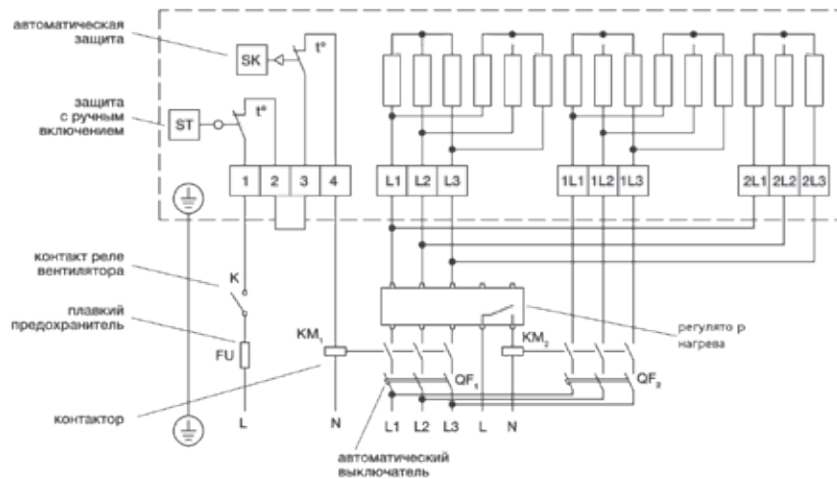 автоматическая
защита
SK
t°
защита
с ручным
включением
ST
t°
1 2 3 4
L1 L2 L3
1L1 1L2 1L3
2L1 2L2 2L3
контакт реле
вентилятора
K
плавкий
предохранитель
FU
KM1
KM2
регулято р
нагрева
QF1
QF2
контактор
L N L1 L2 L3 L N
автоматический
выключатель